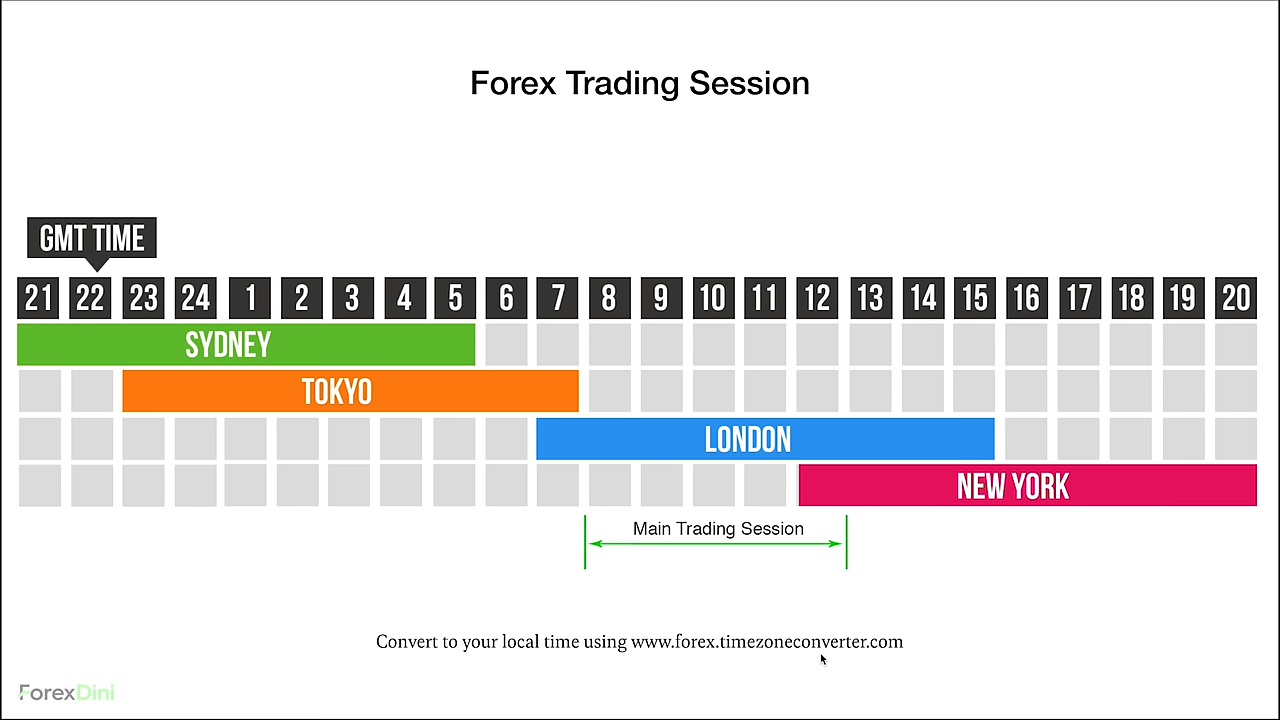 Forex Trading Session
GMT TIME
21 22 23 24 1 2 3 4 5 6 7 8 9 10 11 12 13 14 15 16 17 18 19 20
SYDNEY
TOKYO
LONDON
NEW YORK
Main Trading Session
Convert to your local time using www.forex.timezoneconverter.com
ForexDini